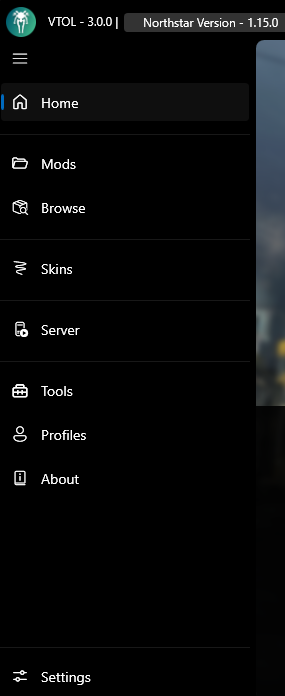 VTOL - 3.0.0 | Northstar Version - 1.15.0
Home
Mods
Browse
Skins
Server
Tools
Profiles
About
Settings